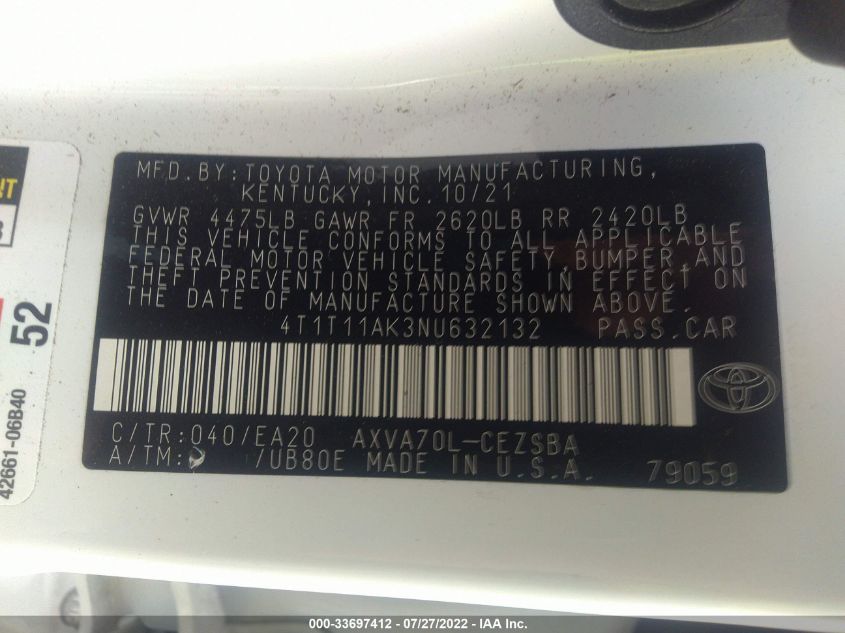 MFD.BY:TOYOTA MOTOR MANUFACTURING,
KENTUCKY,INC.10/21
GVWR 4475LB GAWR FR 2620LB RR 2420LB
THIS VEHICLE CONFORMS TO ALL APPLICABLE
FEDERAL MOTOR VEHICLE SAFETY,BUMPER,AND
THEFT PREVENTION STANDARDS IN EFFECT ON
THE DATE OF MANUFACTURE SHOWN ABOVE.
4T1T11AK3NU632132 PASS.CAR
C/TR:040/EA20 AXVA70L-CEZSBA
A/TM: /UB80E MADE IN U.S.A. 79059
52
42661-06B40
000-33697412 / 07/27/2022 - IAA Inc.